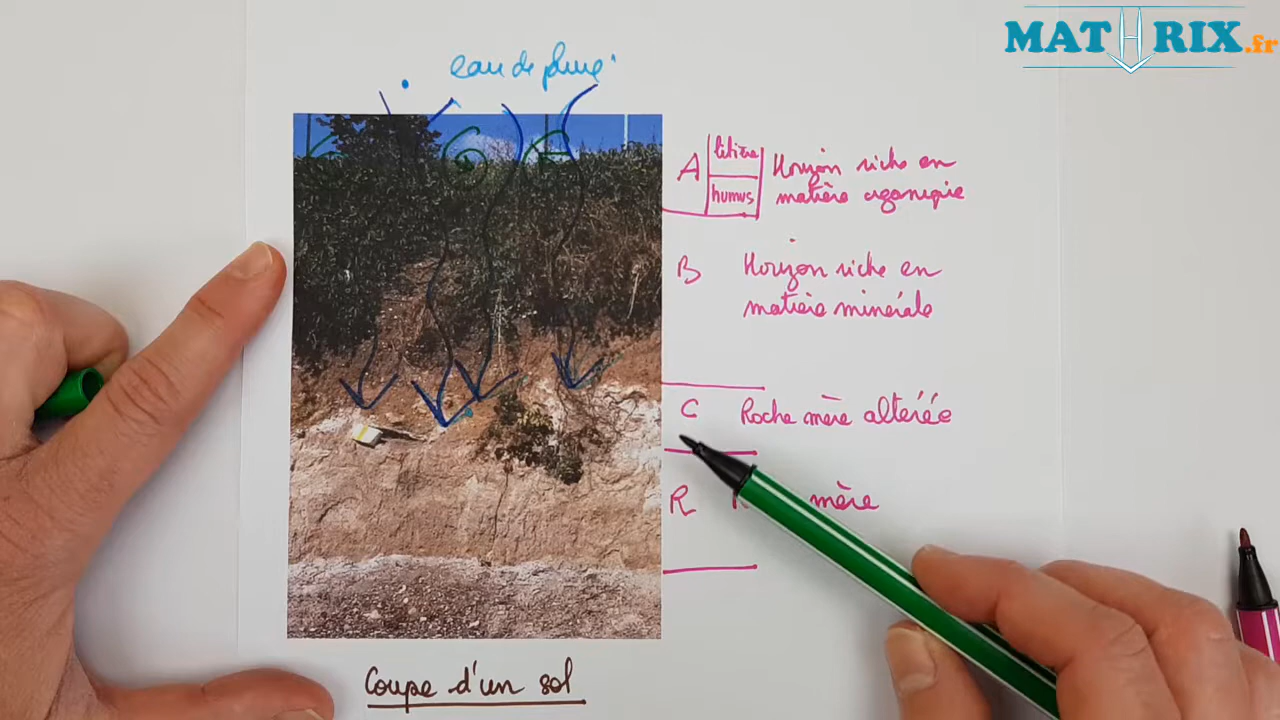 MATHRIX.fr
eau de pluie
A
litière
humus
Horizon riche en
matière organique
B
Horizon riche en
matière minérale
C Roche mère altérée
R R mère
Coupe d'un sol